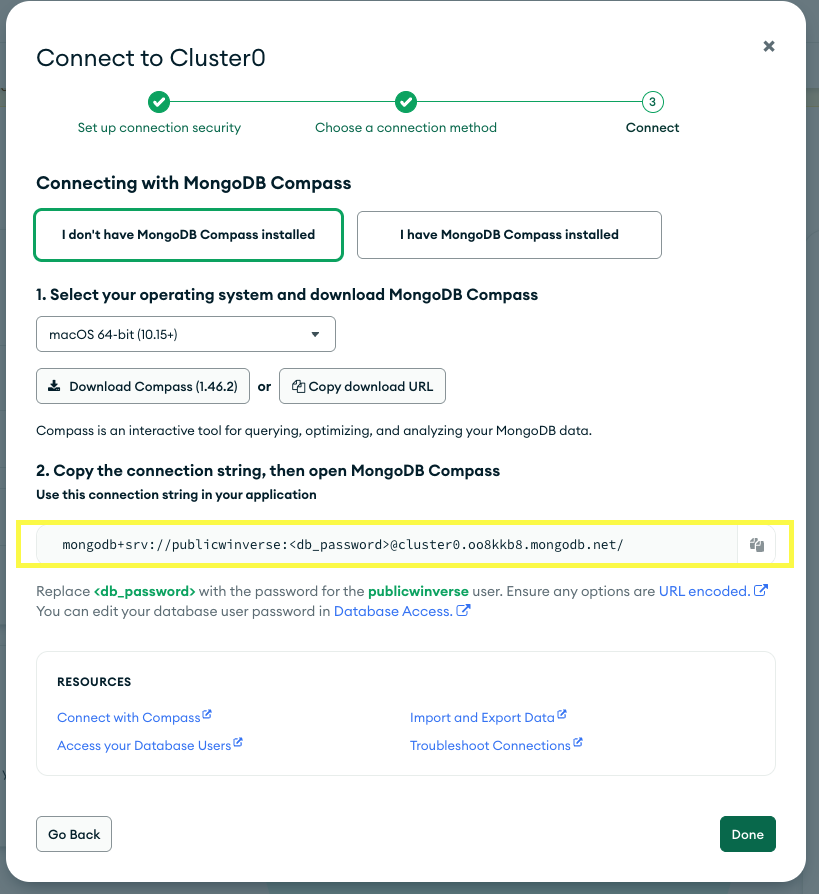 Connect to Cluster0
Set up connection security
Choose a connection method
3
Connect
Connecting with MongoDB Compass
I don't have MongoDB Compass installed
I have MongoDB Compass installed
1. Select your operating system and download MongoDB Compass
macOS 64-bit (10.15+)
Download Compass (1.46.2) or Copy download URL
Compass is an interactive tool for querying, optimizing, and analyzing your MongoDB data.
2. Copy the connection string, then open MongoDB Compass
Use this connection string in your application
mongodb+srv://publicwinverse:<db_password>@cluster0.oo8kkb8.mongodb.net/
Replace <db_password> with the password for the publicwinverse user. Ensure any options are URL encoded.
You can edit your database user password in Database Access.
RESOURCES
Connect with Compass
Import and Export Data
Access your Database Users
Troubleshoot Connections
Go Back
Done